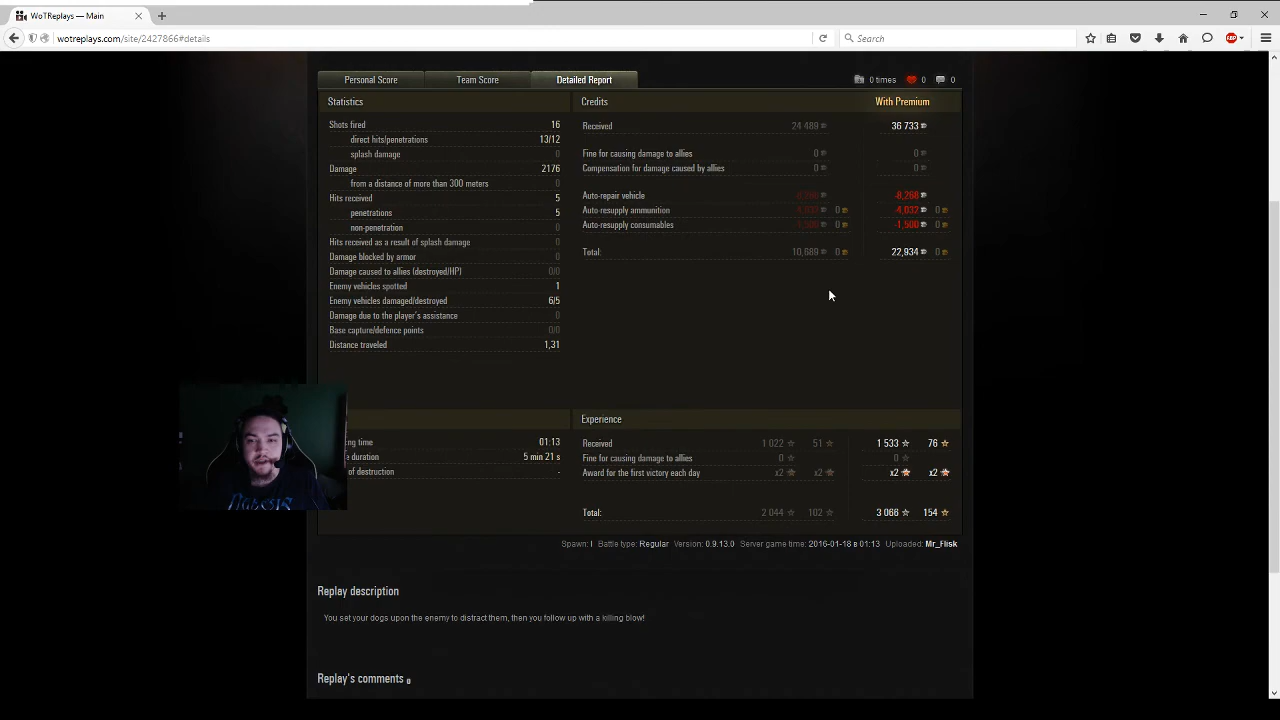 WoTReplays — Main
wotreplays.com/site/2427866#details
Search
Personal Score Team Score Detailed Report 0 times 0 0
Statistics
Shots fired 16
direct hits/penetrations 13/12
splash damage 0
Damage 2176
from a distance of more than 300 meters 0
Hits received 5
penetrations 5
non-penetration 0
Hits received as a result of splash damage 0
Damage blocked by armor 0
Damage caused to allies (destroyed/HP) 0/0
Enemy vehicles spotted 1
Enemy vehicles damaged/destroyed 6/5
Damage due to the player's assistance 0
Base capture/defence points 0/0
Distance traveled 1,31
Credits With Premium
Received 24 489 36 733
Fine for causing damage to allies 0 0
Compensation for damage caused by allies 0 0
Auto-repair vehicle -8,268 -8,268
Auto-resupply ammunition -4,032 0 -4,032 0
Auto-resupply consumables -1,500 0 -1,500 0
Total: 10,689 0 22,934 0
ng time 01:13
e duration 5 min 21 s
of destruction -
Experience
Received 1 022 51 1 533 76
Fine for causing damage to allies 0 0
Award for the first victory each day x2 x2 x2 x2
Total: 2 044 102 3 066 154
Spawn: I Battle type: Regular Version: 0.9.13.0 Server game time: 2016-01-18 в 01:13 Uploaded: Mr_Flisk
Replay description
You set your dogs upon the enemy to distract them, then you follow up with a killing blow!
Replay's comments 0